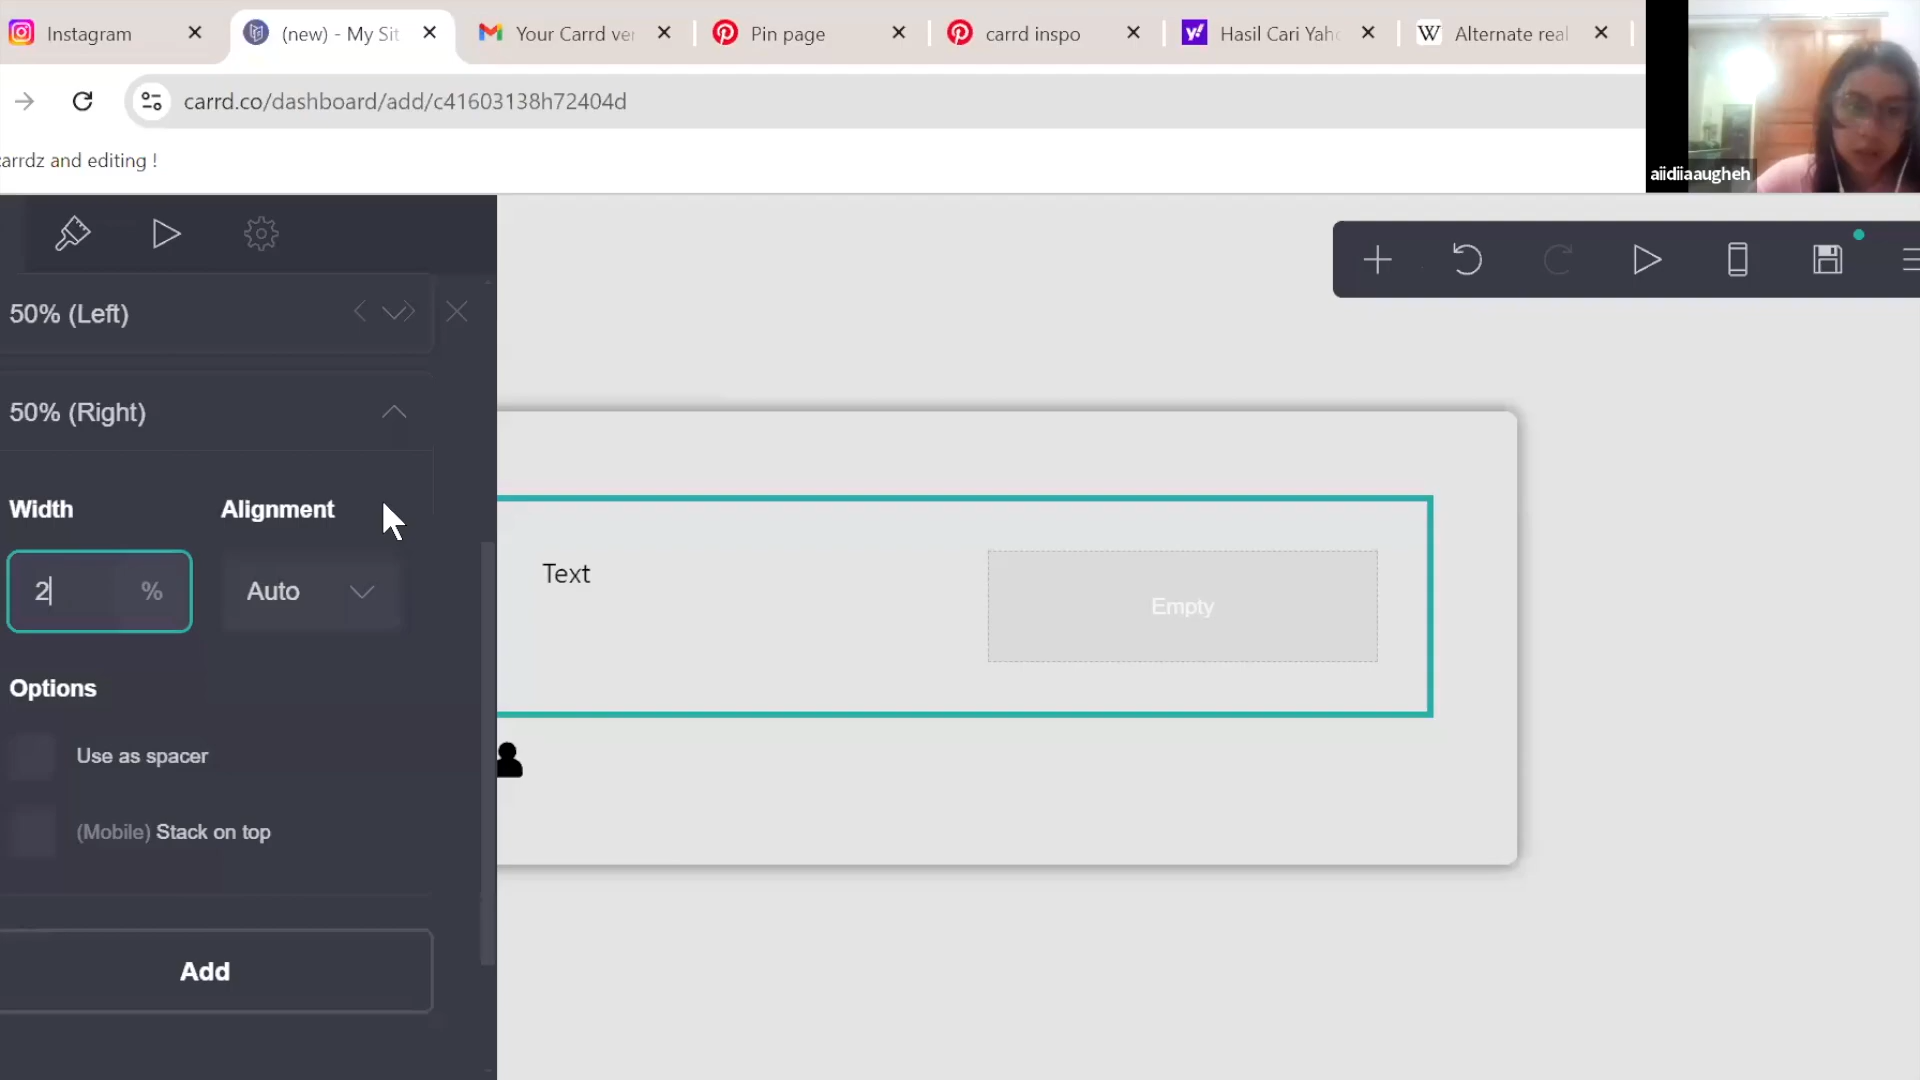 Instagram
(new) - My Sit
Your Carrd ver
Pin page
carrd inspo
Hasil Cari Yaho
Alternate real
carrd.co/dashboard/add/c41603138h72404d
carrdz and editing !
aiidiiaaugheh
50% (Left)
50% (Right)
Width
Alignment
2
%
Auto
Options
Use as spacer
(Mobile) Stack on top
Add
Text
Empty